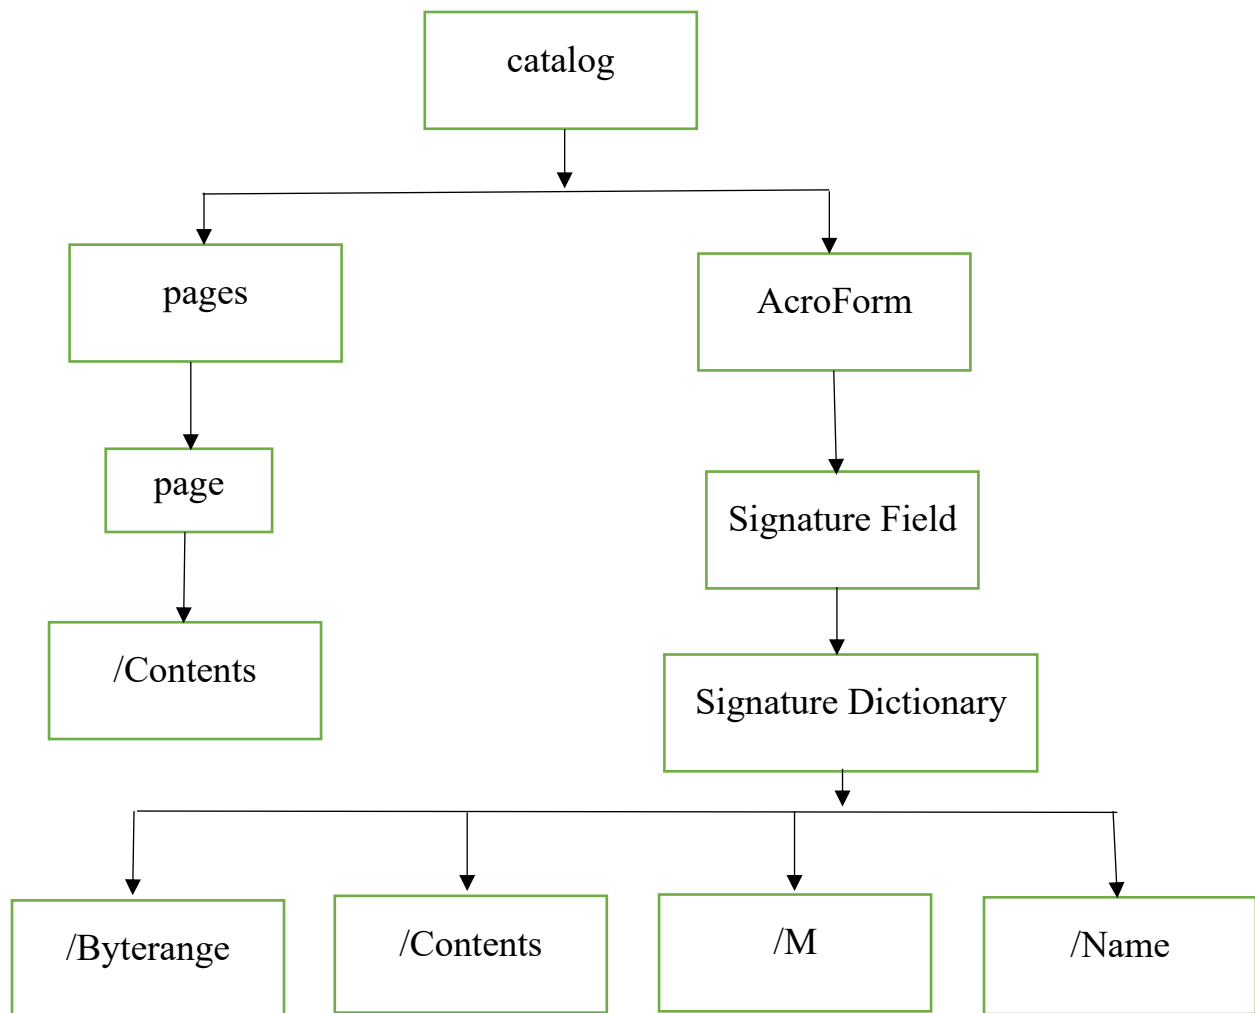 catalog
pages
AcroForm
page
Signature Field
/Contents
Signature Dictionary
/Byterange
/Contents
/M
/Name